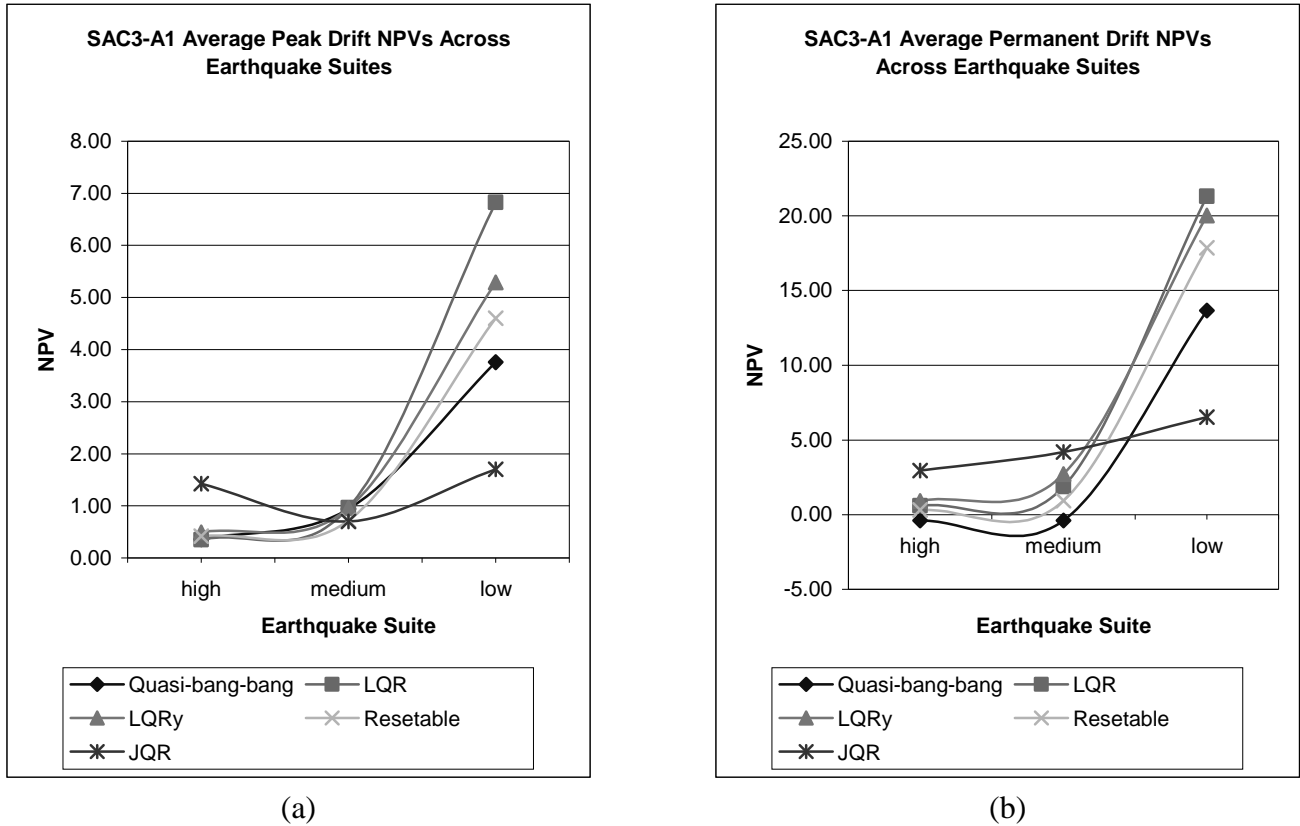 SAC3-A1 Average Peak Drift NPVs Across
Earthquake Suites
8.00
7.00
6.00
5.00
4.00
3.00
2.00
1.00
0.00
NPV
high medium low
Earthquake Suite
Quasi-bang-bang LQR
LQRy Resetable
JQR
(a)
SAC3-A1 Average Permanent Drift NPVs
Across Earthquake Suites
25.00
20.00
15.00
10.00
5.00
0.00
-5.00
NPV
high medium low
Earthquake Suite
Quasi-bang-bang LQR
LQRy Resetable
JQR
(b)